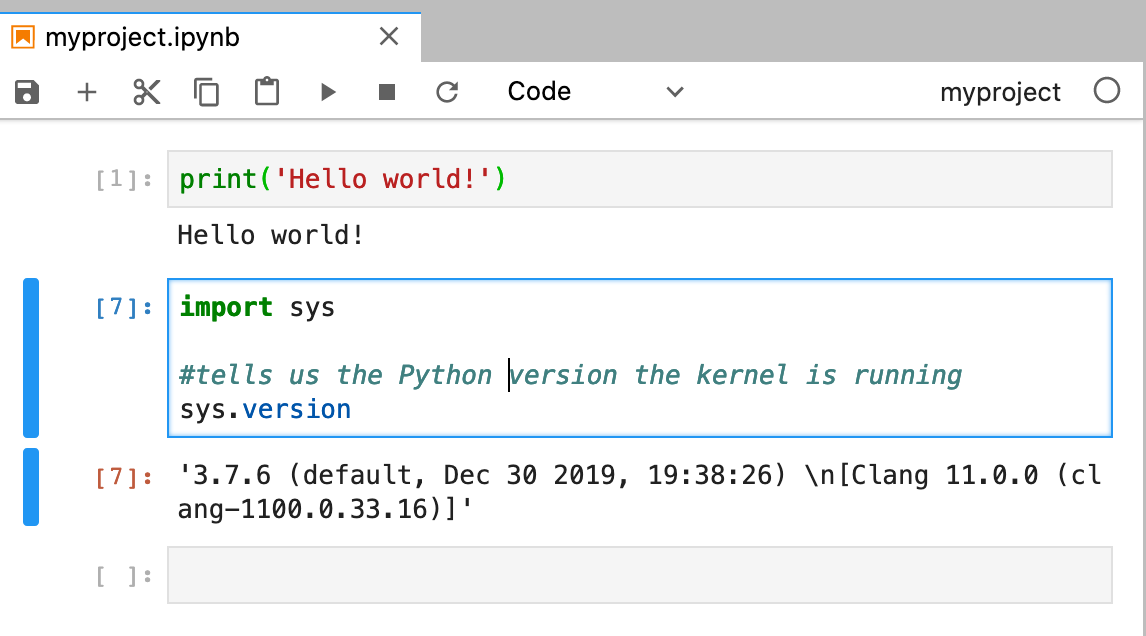 myproject.ipynb
Code
myproject
[1]: print('Hello world!')
Hello world!
[7]: import sys
#tells us the Python version the kernel is running
sys.version
[7]: '3.7.6 (default, Dec 30 2019, 19:38:26) \n[Clang 11.0.0 (cl
ang-1100.0.33.16)]'
[ ]: